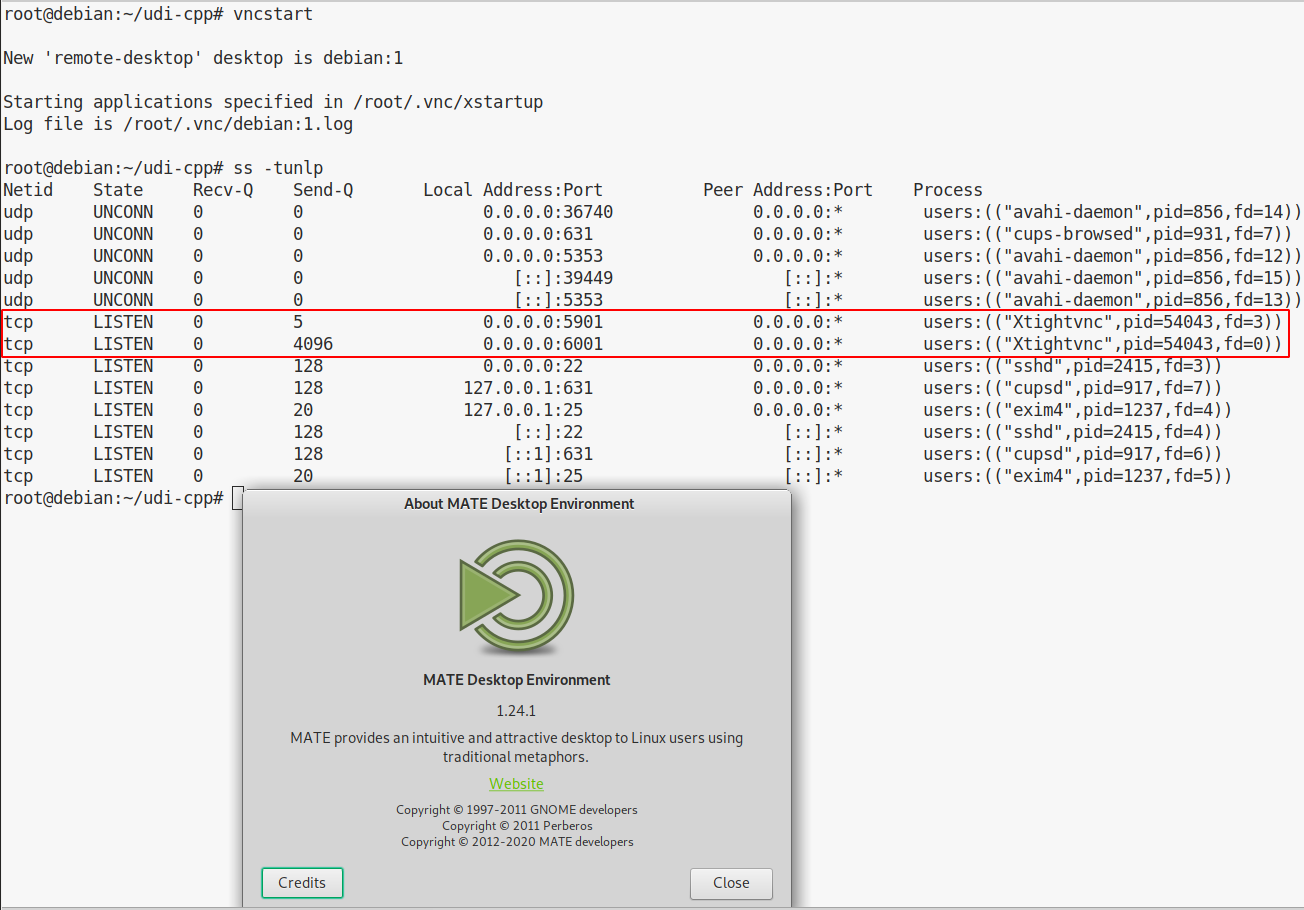 root@debian:~/udi-cpp# vncstart
New 'remote-desktop' desktop is debian:1
Starting applications specified in /root/.vnc/xstartup
Log file is /root/.vnc/debian:1.log
root@debian:~/udi-cpp# ss -tunlp
Netid State Recv-Q Send-Q Local Address:Port Peer Address:Port Process
udp UNCONN 0 0 0.0.0.0:36740 0.0.0.0:* users:(("avahi-daemon",pid=856,fd=14))
udp UNCONN 0 0 0.0.0.0:631 0.0.0.0:* users:(("cups-browsed",pid=931,fd=7))
udp UNCONN 0 0 0.0.0.0:5353 0.0.0.0:* users:(("avahi-daemon",pid=856,fd=12))
udp UNCONN 0 0 [::]:39449 [::]:* users:(("avahi-daemon",pid=856,fd=15))
udp UNCONN 0 0 [::]:5353 [::]:* users:(("avahi-daemon",pid=856,fd=13))
tcp LISTEN 0 5 0.0.0.0:5901 0.0.0.0:* users:(("Xtightvnc",pid=54043,fd=3))
tcp LISTEN 0 4096 0.0.0.0:6001 0.0.0.0:* users:(("Xtightvnc",pid=54043,fd=0))
tcp LISTEN 0 128 0.0.0.0:22 0.0.0.0:* users:(("sshd",pid=2415,fd=3))
tcp LISTEN 0 128 127.0.0.1:631 0.0.0.0:* users:(("cupsd",pid=917,fd=7))
tcp LISTEN 0 20 127.0.0.1:25 0.0.0.0:* users:(("exim4",pid=1237,fd=4))
tcp LISTEN 0 128 [::]:22 [::]:* users:(("sshd",pid=2415,fd=4))
tcp LISTEN 0 128 [::1]:631 [::]:* users:(("cupsd",pid=917,fd=6))
tcp LISTEN 0 20 [::1]:25 [::]:* users:(("exim4",pid=1237,fd=5))
root@debian:~/udi-cpp#
About MATE Desktop Environment
MATE Desktop Environment
1.24.1
MATE provides an intuitive and attractive desktop to Linux users using
traditional metaphors.
Website
Copyright © 1997-2011 GNOME developers
Copyright © 2011 Perberos
Copyright © 2012-2020 MATE developers
Credits Close